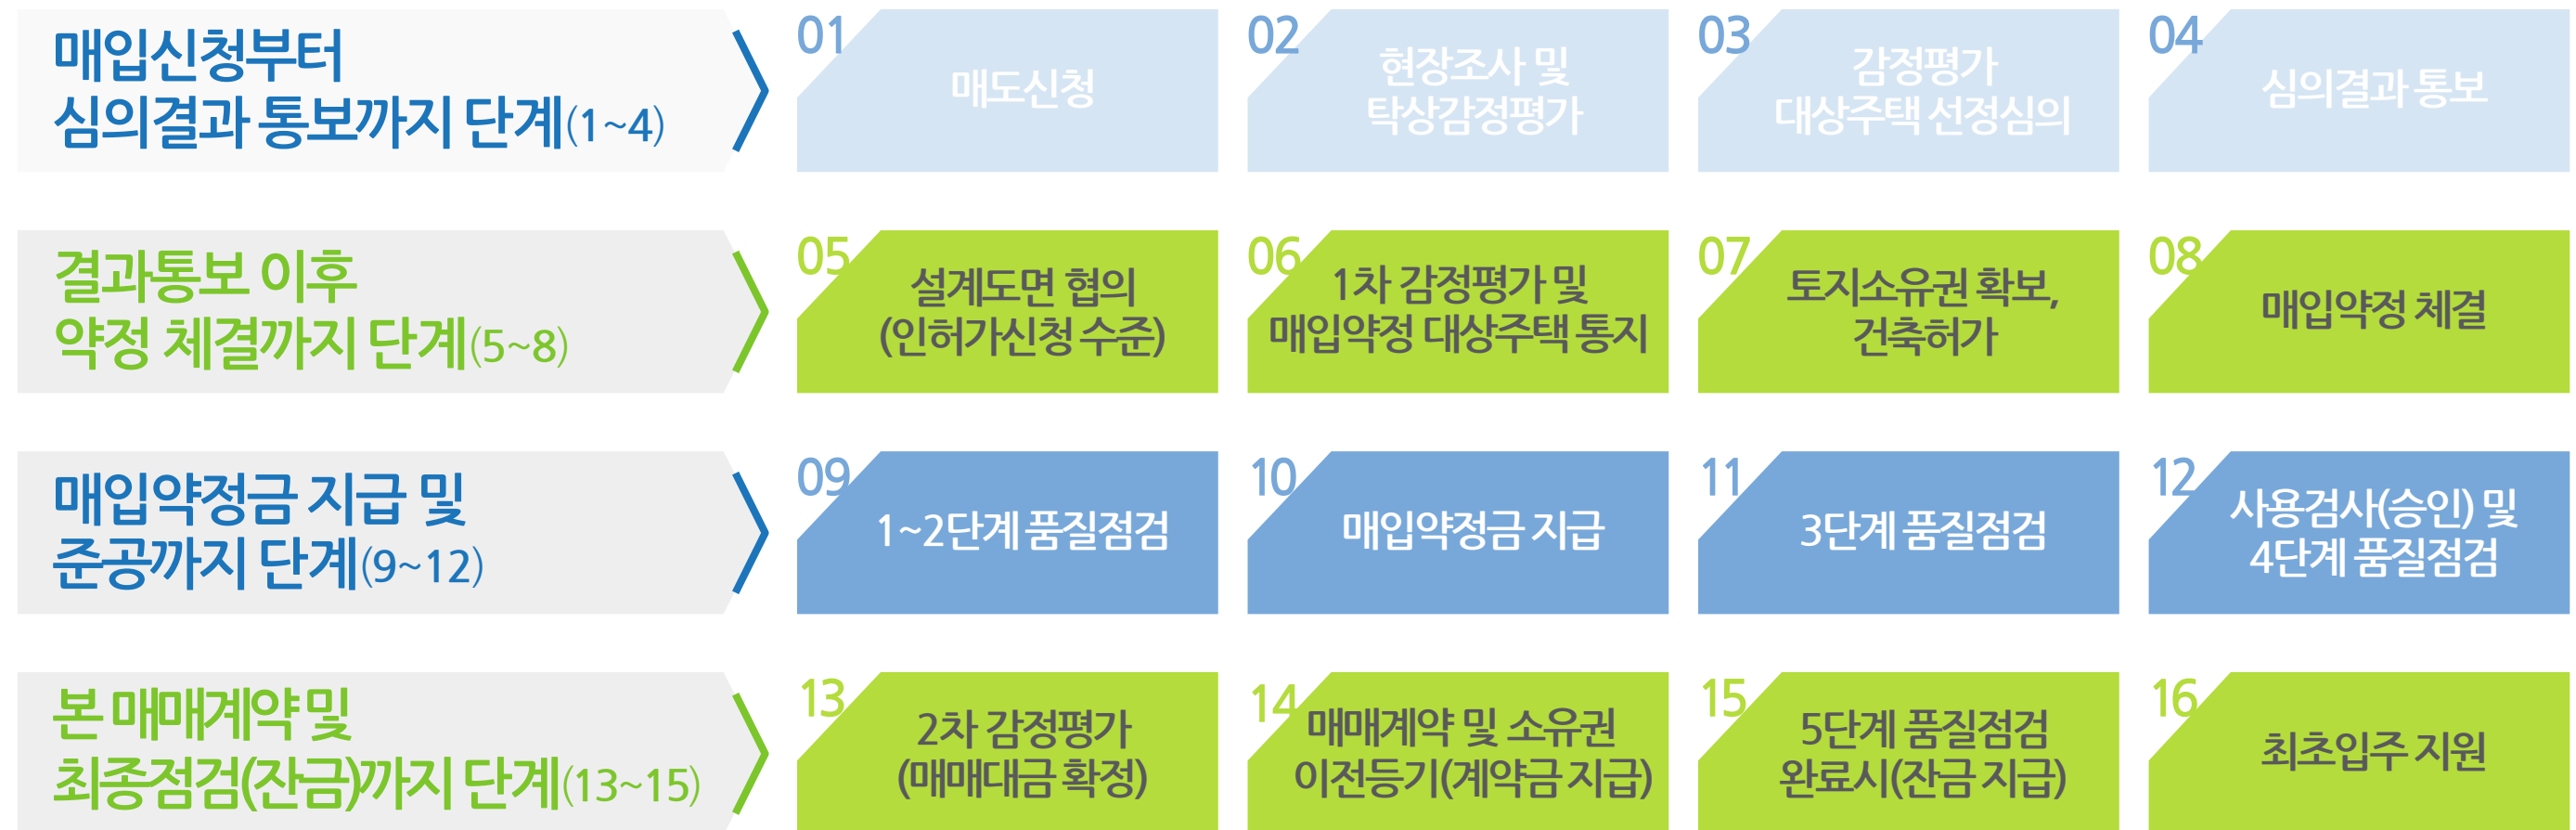 매입신청부터
심의결과 통보까지 단계(1~4)
01
매도신청
02
현장조사 및
탁상감정평가
03
감정평가
대상주택 선정심의
04
심의결과 통보
결과통보 이후
약정 체결까지 단계(5~8)
05
설계도면 협의
(인허가신청 수준)
06
1차 감정평가 및
매입약정 대상주택 통지
07
토지소유권 확보,
건축허가
08
매입약정 체결
매입약정금 지급 및
준공까지 단계(9~12)
09
1~2단계 품질점검
10
매입약정금 지급
11
3단계 품질점검
12
사용검사(승인) 및
4단계 품질점검
본 매매계약 및
최종점검(잔금)까지 단계(13~15)
13
2차 감정평가
(매매대금 확정)
14
매매계약 및 소유권
이전등기(계약금 지급)
15
5단계 품질점검
완료시(잔금 지급)
16
최초입주 지원